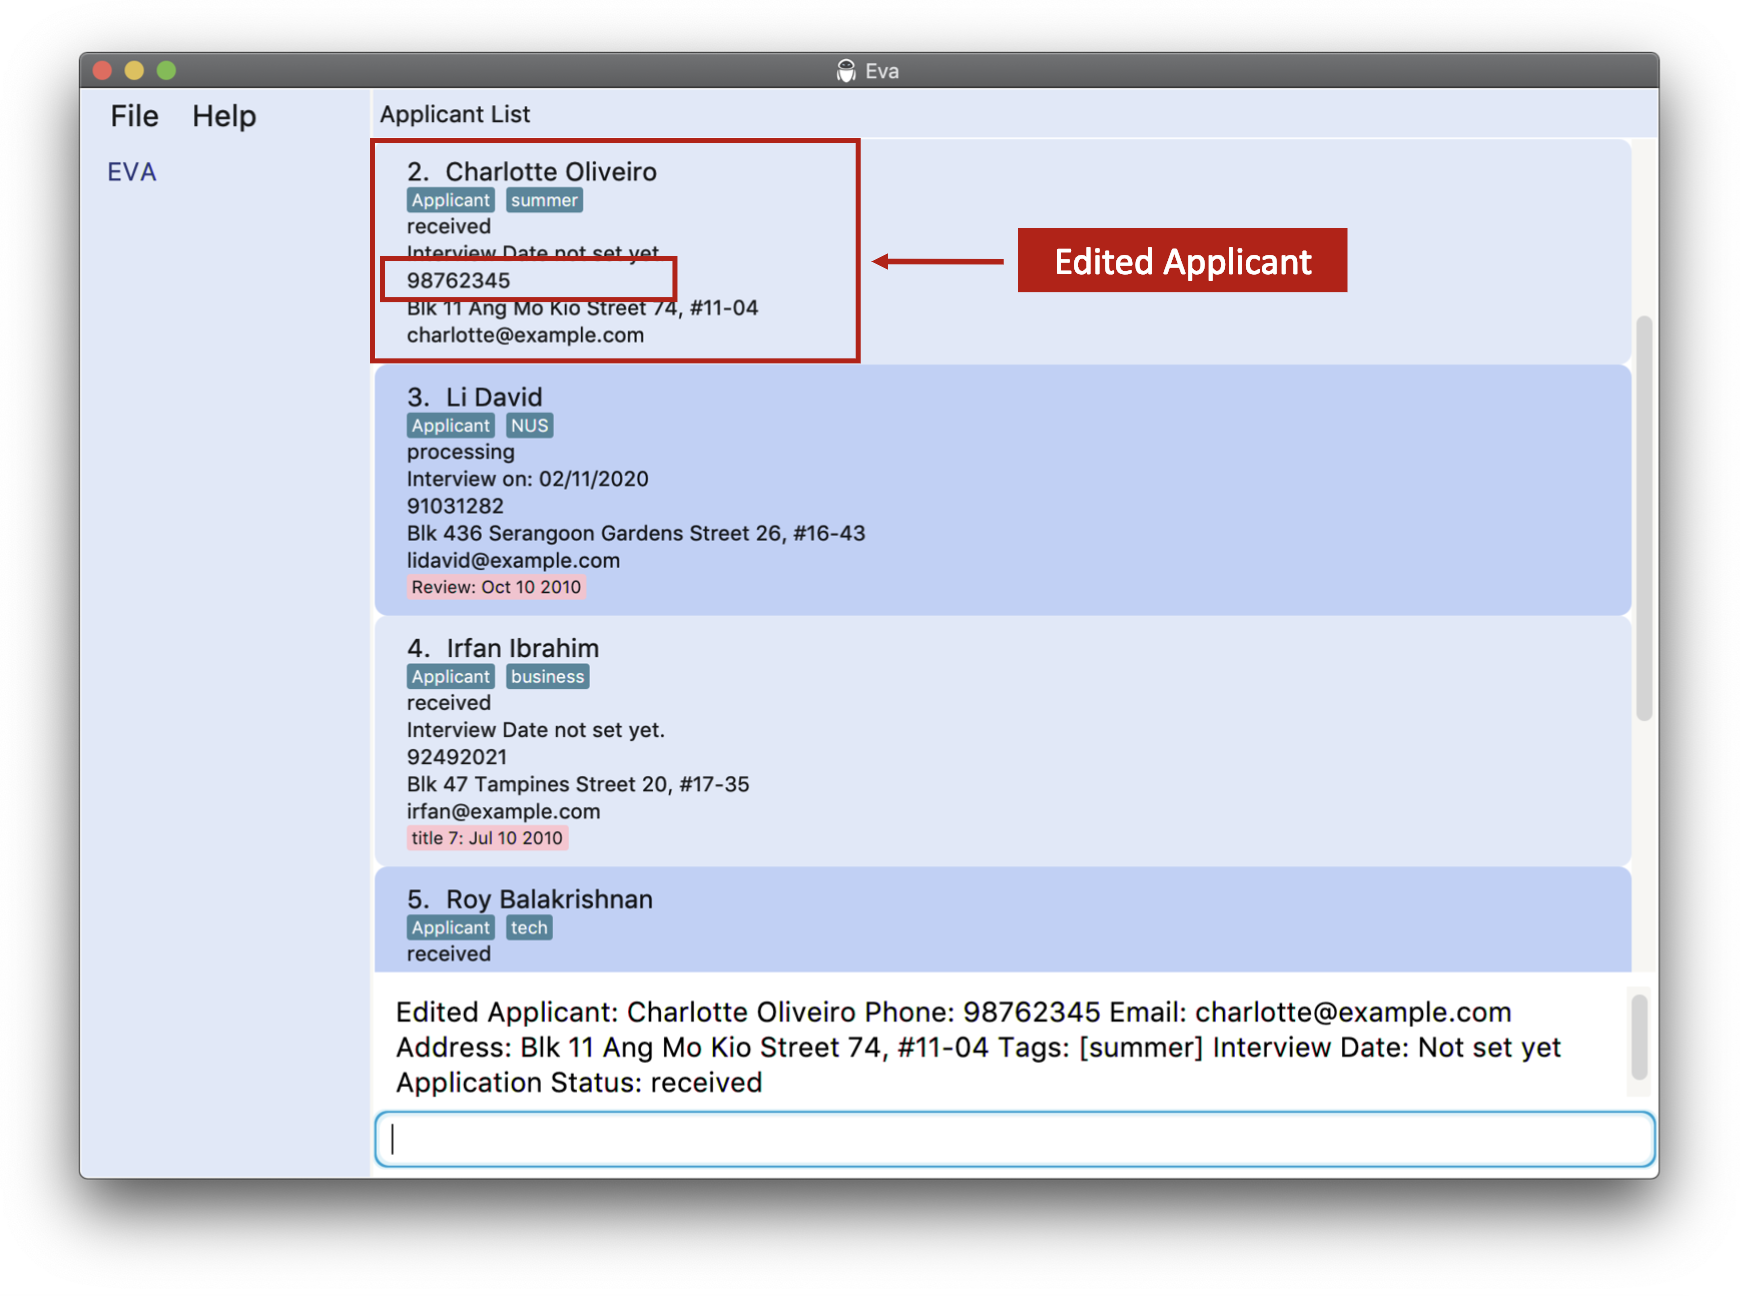 Eva
File Help
EVA
Applicant List
2. Charlotte Oliveiro
Applicant summer
received
Interview Date not set yet.
98762345
Blk 11 Ang Mo Kio Street 74, #11-04
charlotte@example.com
Edited Applicant
3. Li David
Applicant NUS
processing
Interview on: 02/11/2020
91031282
Blk 436 Serangoon Gardens Street 26, #16-43
lidavid@example.com
Review: Oct 10 2010
4. Irfan Ibrahim
Applicant business
received
Interview Date not set yet.
92492021
Blk 47 Tampines Street 20, #17-35
irfan@example.com
title 7: Jul 10 2010
5. Roy Balakrishnan
Applicant tech
received
Edited Applicant: Charlotte Oliveiro Phone: 98762345 Email: charlotte@example.com
Address: Blk 11 Ang Mo Kio Street 74, #11-04 Tags: [summer] Interview Date: Not set yet
Application Status: received